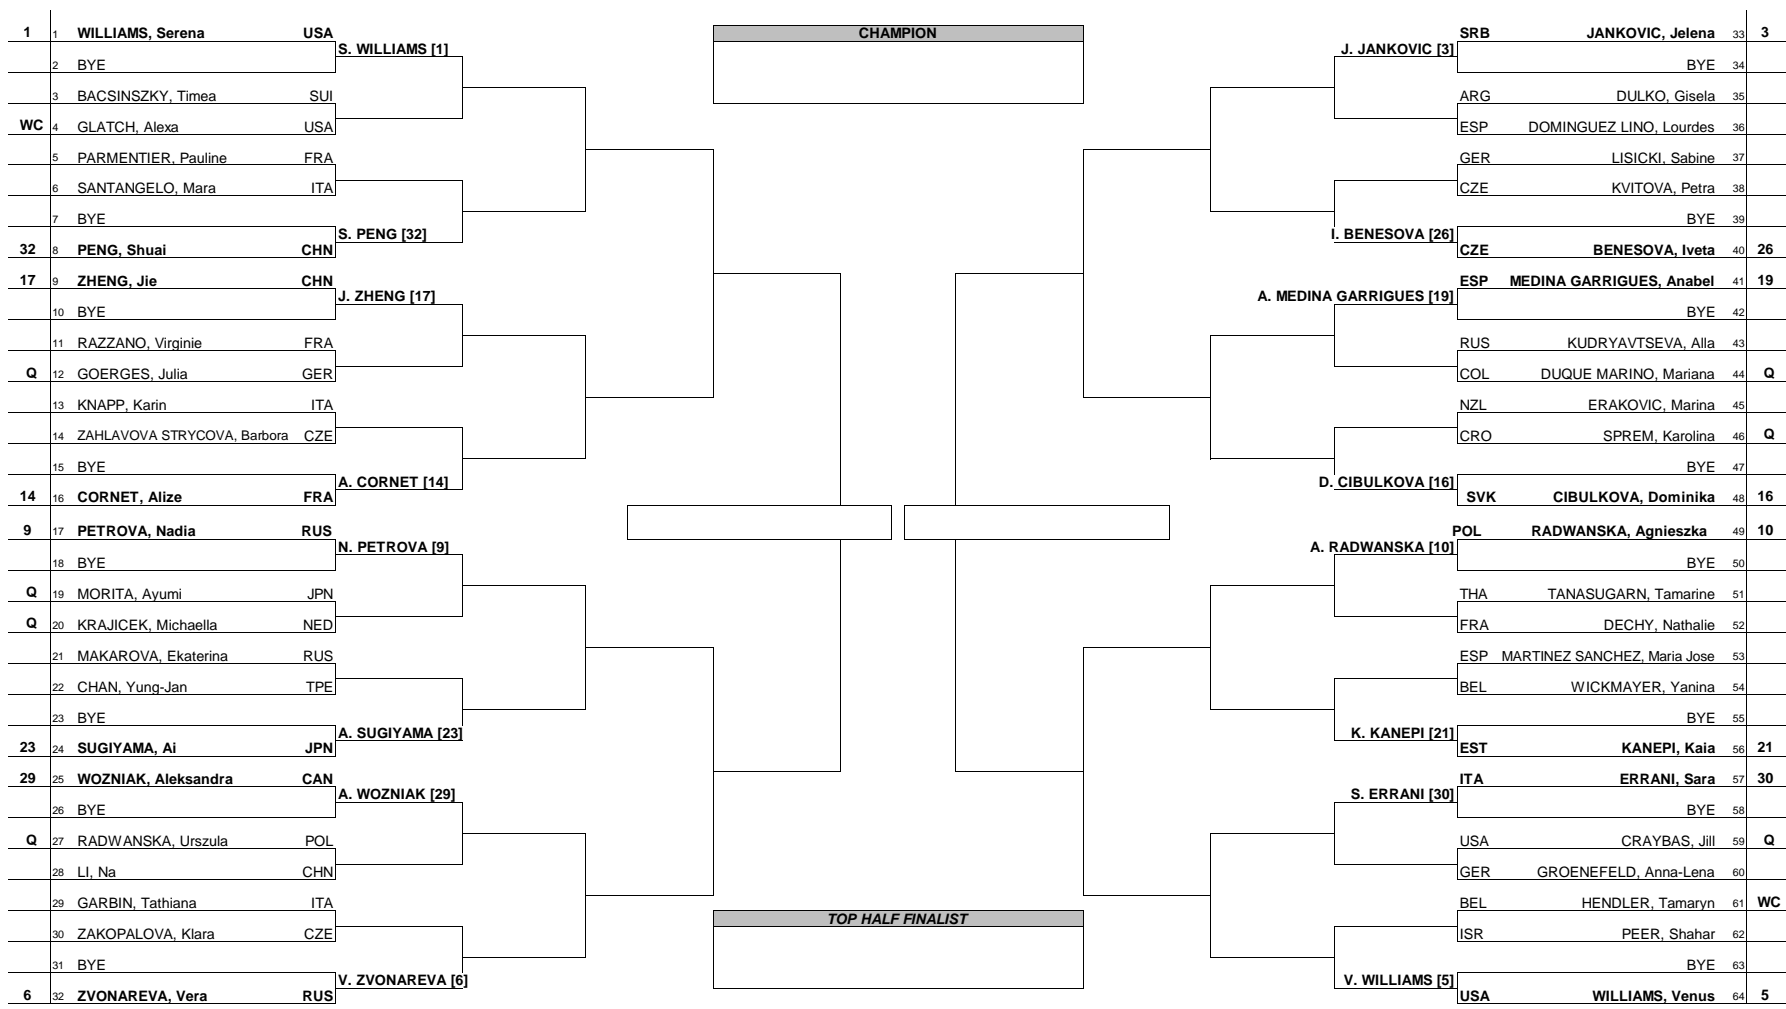 CHAMPION
1 1 WILLIAMS, Serena USA
S. WILLIAMS [1]
2 BYE
3 BACSINSZKY, Timea SUI
WC 4 GLATCH, Alexa USA
5 PARMENTIER, Pauline FRA
6 SANTANGELO, Mara ITA
7 BYE
S. PENG [32]
32 8 PENG, Shuai CHN
17 9 ZHENG, Jie CHN
J. ZHENG [17]
10 BYE
11 RAZZANO, Virginie FRA
Q 12 GOERGES, Julia GER
13 KNAPP, Karin ITA
14 ZAHLAVOVA STRYCOVA, Barbora CZE
15 BYE
A. CORNET [14]
14 16 CORNET, Alize FRA
9 17 PETROVA, Nadia RUS
N. PETROVA [9]
18 BYE
Q 19 MORITA, Ayumi JPN
Q 20 KRAJICEK, Michaella NED
21 MAKAROVA, Ekaterina RUS
22 CHAN, Yung-Jan TPE
23 BYE
A. SUGIYAMA [23]
23 24 SUGIYAMA, Ai JPN
29 25 WOZNIAK, Aleksandra CAN
A. WOZNIAK [29]
26 BYE
Q 27 RADWANSKA, Urszula POL
28 LI, Na CHN
29 GARBIN, Tathiana ITA
30 ZAKOPALOVA, Klara CZE
31 BYE
V. ZVONAREVA [6]
6 32 ZVONAREVA, Vera RUS
TOP HALF FINALIST
SRB JANKOVIC, Jelena 33 3
J. JANKOVIC [3]
BYE 34
ARG DULKO, Gisela 35
ESP DOMINGUEZ LINO, Lourdes 36
GER LISICKI, Sabine 37
CZE KVITOVA, Petra 38
BYE 39
I. BENESOVA [26]
CZE BENESOVA, Iveta 40 26
ESP MEDINA GARRIGUES, Anabel 41 19
A. MEDINA GARRIGUES [19]
BYE 42
RUS KUDRYAVTSEVA, Alla 43
COL DUQUE MARINO, Mariana 44 Q
NZL ERAKOVIC, Marina 45
CRO SPREM, Karolina 46 Q
BYE 47
D. CIBULKOVA [16]
SVK CIBULKOVA, Dominika 48 16
POL RADWANSKA, Agnieszka 49 10
A. RADWANSKA [10]
BYE 50
THA TANASUGARN, Tamarine 51
FRA DECHY, Nathalie 52
ESP MARTINEZ SANCHEZ, Maria Jose 53
BEL WICKMAYER, Yanina 54
BYE 55
K. KANEPI [21]
EST KANEPI, Kaia 56 21
ITA ERRANI, Sara 57 30
S. ERRANI [30]
BYE 58
USA CRAYBAS, Jill 59 Q
GER GROENEFELD, Anna-Lena 60
BEL HENDLER, Tamaryn 61 WC
ISR PEER, Shahar 62
BYE 63
V. WILLIAMS [5]
USA WILLIAMS, Venus 64 5